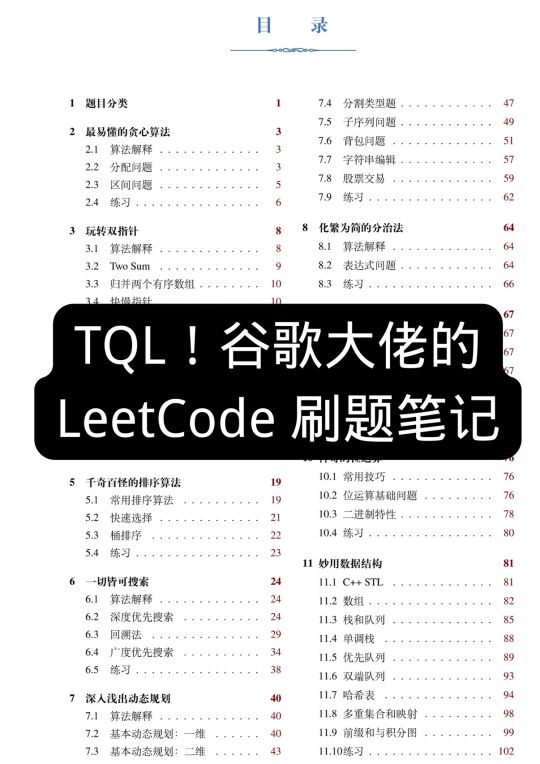 目 录
1 题目分类 1
2 最易懂的贪心算法 3
2.1 算法解释 . . . . . . . . . . . . . 3
2.2 分配问题 . . . . . . . . . . . . . 3
2.3 区间问题 . . . . . . . . . . . . . 5
2.4 练习 . . . . . . . . . . . . . . . 6
3 玩转双指针 8
3.1 算法解释 . . . . . . . . . . . . . 8
3.2 Two Sum . . . . . . . . . . . . . 9
3.3 归并两个有序数组 . . . . . . . . 10
3.4 快慢指针 10
5 千奇百怪的排序算法 19
5.1 常用排序算法 . . . . . . . . . . 19
5.2 快速选择 . . . . . . . . . . . . . 21
5.3 桶排序 . . . . . . . . . . . . . . 22
5.4 练习 . . . . . . . . . . . . . . . 23
6 一切皆可搜索 24
6.1 算法解释 . . . . . . . . . . . . . 24
6.2 深度优先搜索 . . . . . . . . . . 24
6.3 回溯法 . . . . . . . . . . . . . . 29
6.4 广度优先搜索 . . . . . . . . . . 34
6.5 练习 . . . . . . . . . . . . . . . 38
7 深入浅出动态规划 40
7.1 算法解释 . . . . . . . . . . . . . 40
7.2 基本动态规划：一维 . . . . . . . 40
7.3 基本动态规划：二维 . . . . . . . 43
7.4 分割类型题 . . . . . . . . . . . . 47
7.5 子序列问题 . . . . . . . . . . . . 49
7.6 背包问题 . . . . . . . . . . . . . 51
7.7 字符串编辑 . . . . . . . . . . . . 57
7.8 股票交易 . . . . . . . . . . . . . 59
7.9 练习 . . . . . . . . . . . . . . . 62
8 化繁为简的分治法 64
8.1 算法解释 . . . . . . . . . . . . . 64
8.2 表达式问题 . . . . . . . . . . . . 64
8.3 练习 . . . . . . . . . . . . . . . 66
67
67
67
67
TQL！谷歌大佬的
LeetCode 刷题笔记
76
10.1 常用技巧 . . . . . . . . . . . . . 76
10.2 位运算基础问题 . . . . . . . . . 76
10.3 二进制特性 . . . . . . . . . . . . 78
10.4 练习 . . . . . . . . . . . . . . . 80
11 妙用数据结构 81
11.1 C++ STL . . . . . . . . . . . . . 81
11.2 数组 . . . . . . . . . . . . . . . 82
11.3 栈和队列 . . . . . . . . . . . . . 85
11.4 单调栈 . . . . . . . . . . . . . . 88
11.5 优先队列 . . . . . . . . . . . . . 89
11.6 双端队列 . . . . . . . . . . . . . 93
11.7 哈希表 . . . . . . . . . . . . . . 94
11.8 多重集合和映射 . . . . . . . . . 98
11.9 前缀和与积分图 . . . . . . . . . 99
11.10练习 . . . . . . . . . . . . . . . 102